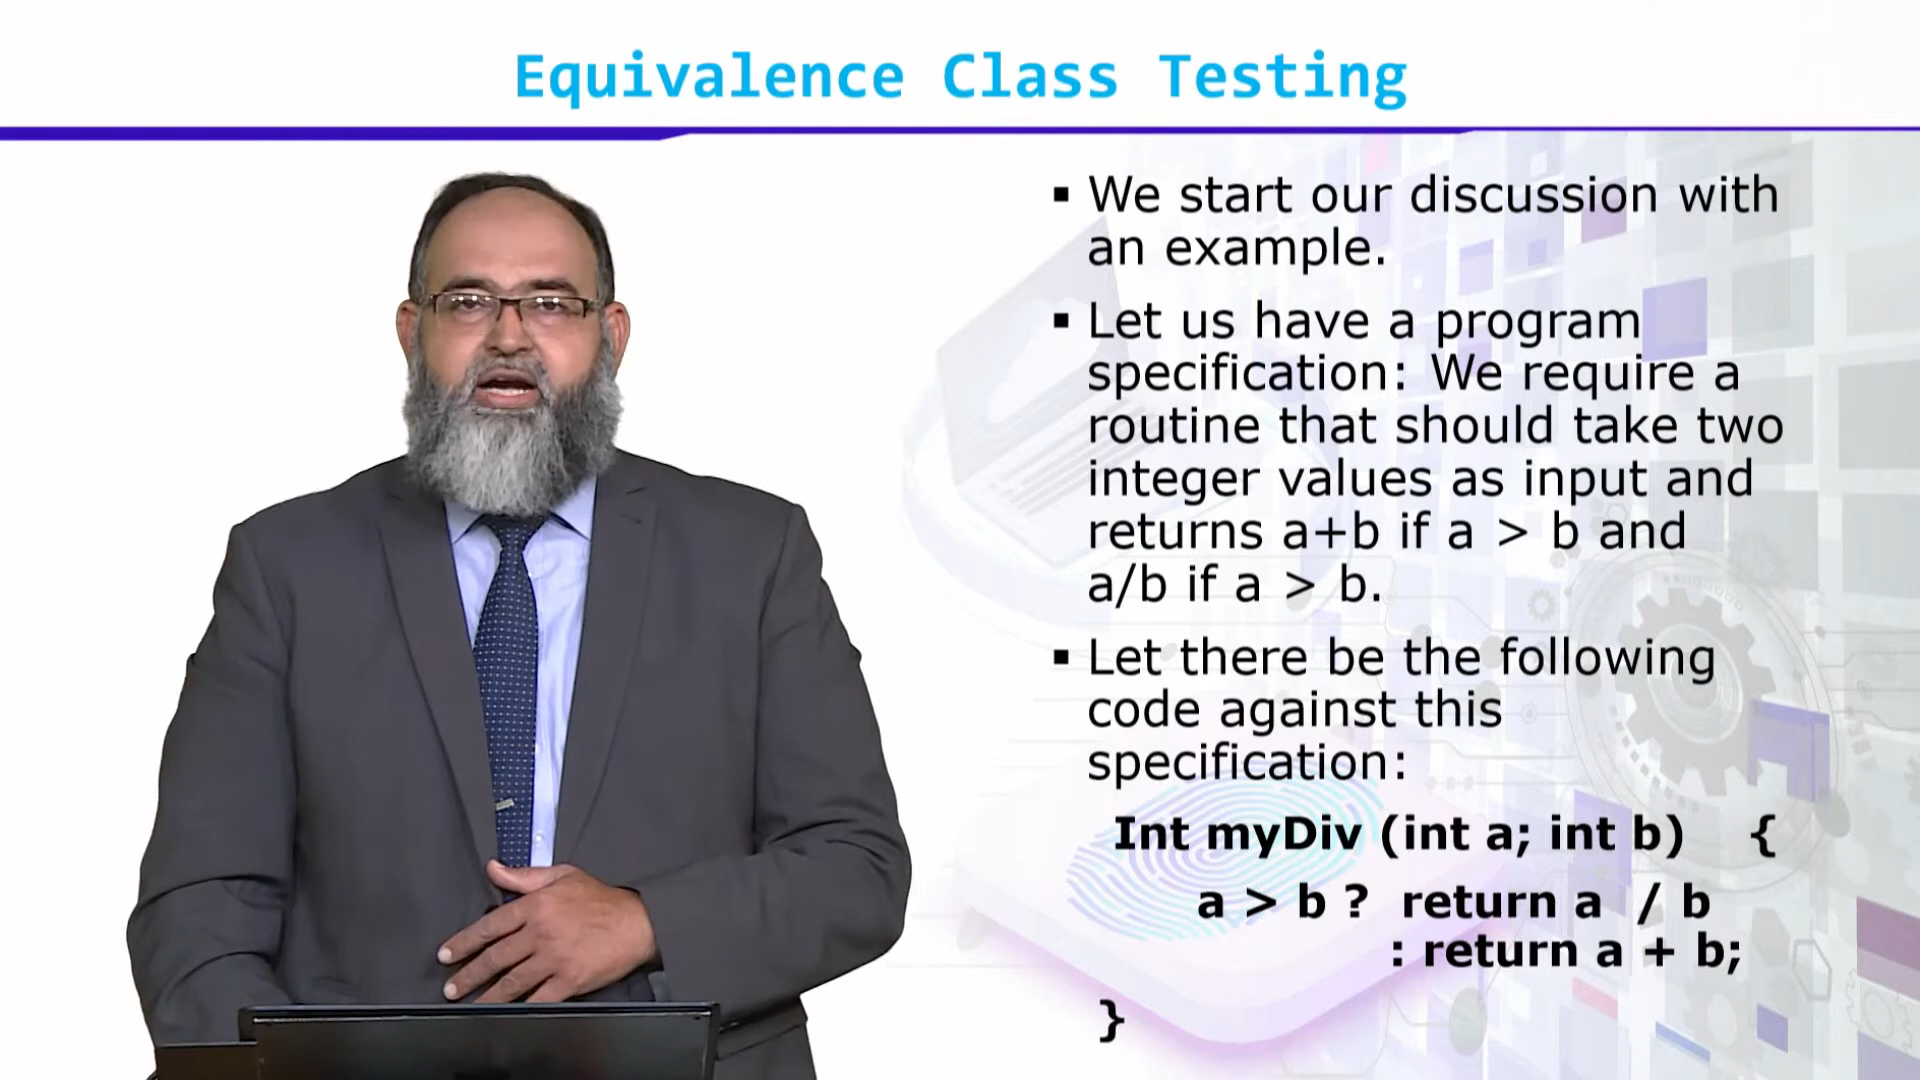 Equivalence Class Testing
▪ We start our discussion with
an example.
▪ Let us have a program
specification: We require a
routine that should take two
integer values as input and
returns a+b if a > b and
a/b if a > b.
▪ Let there be the following
code against this
specification:
Int myDiv (int a; int b) {
a > b ? return a / b
: return a + b;
}